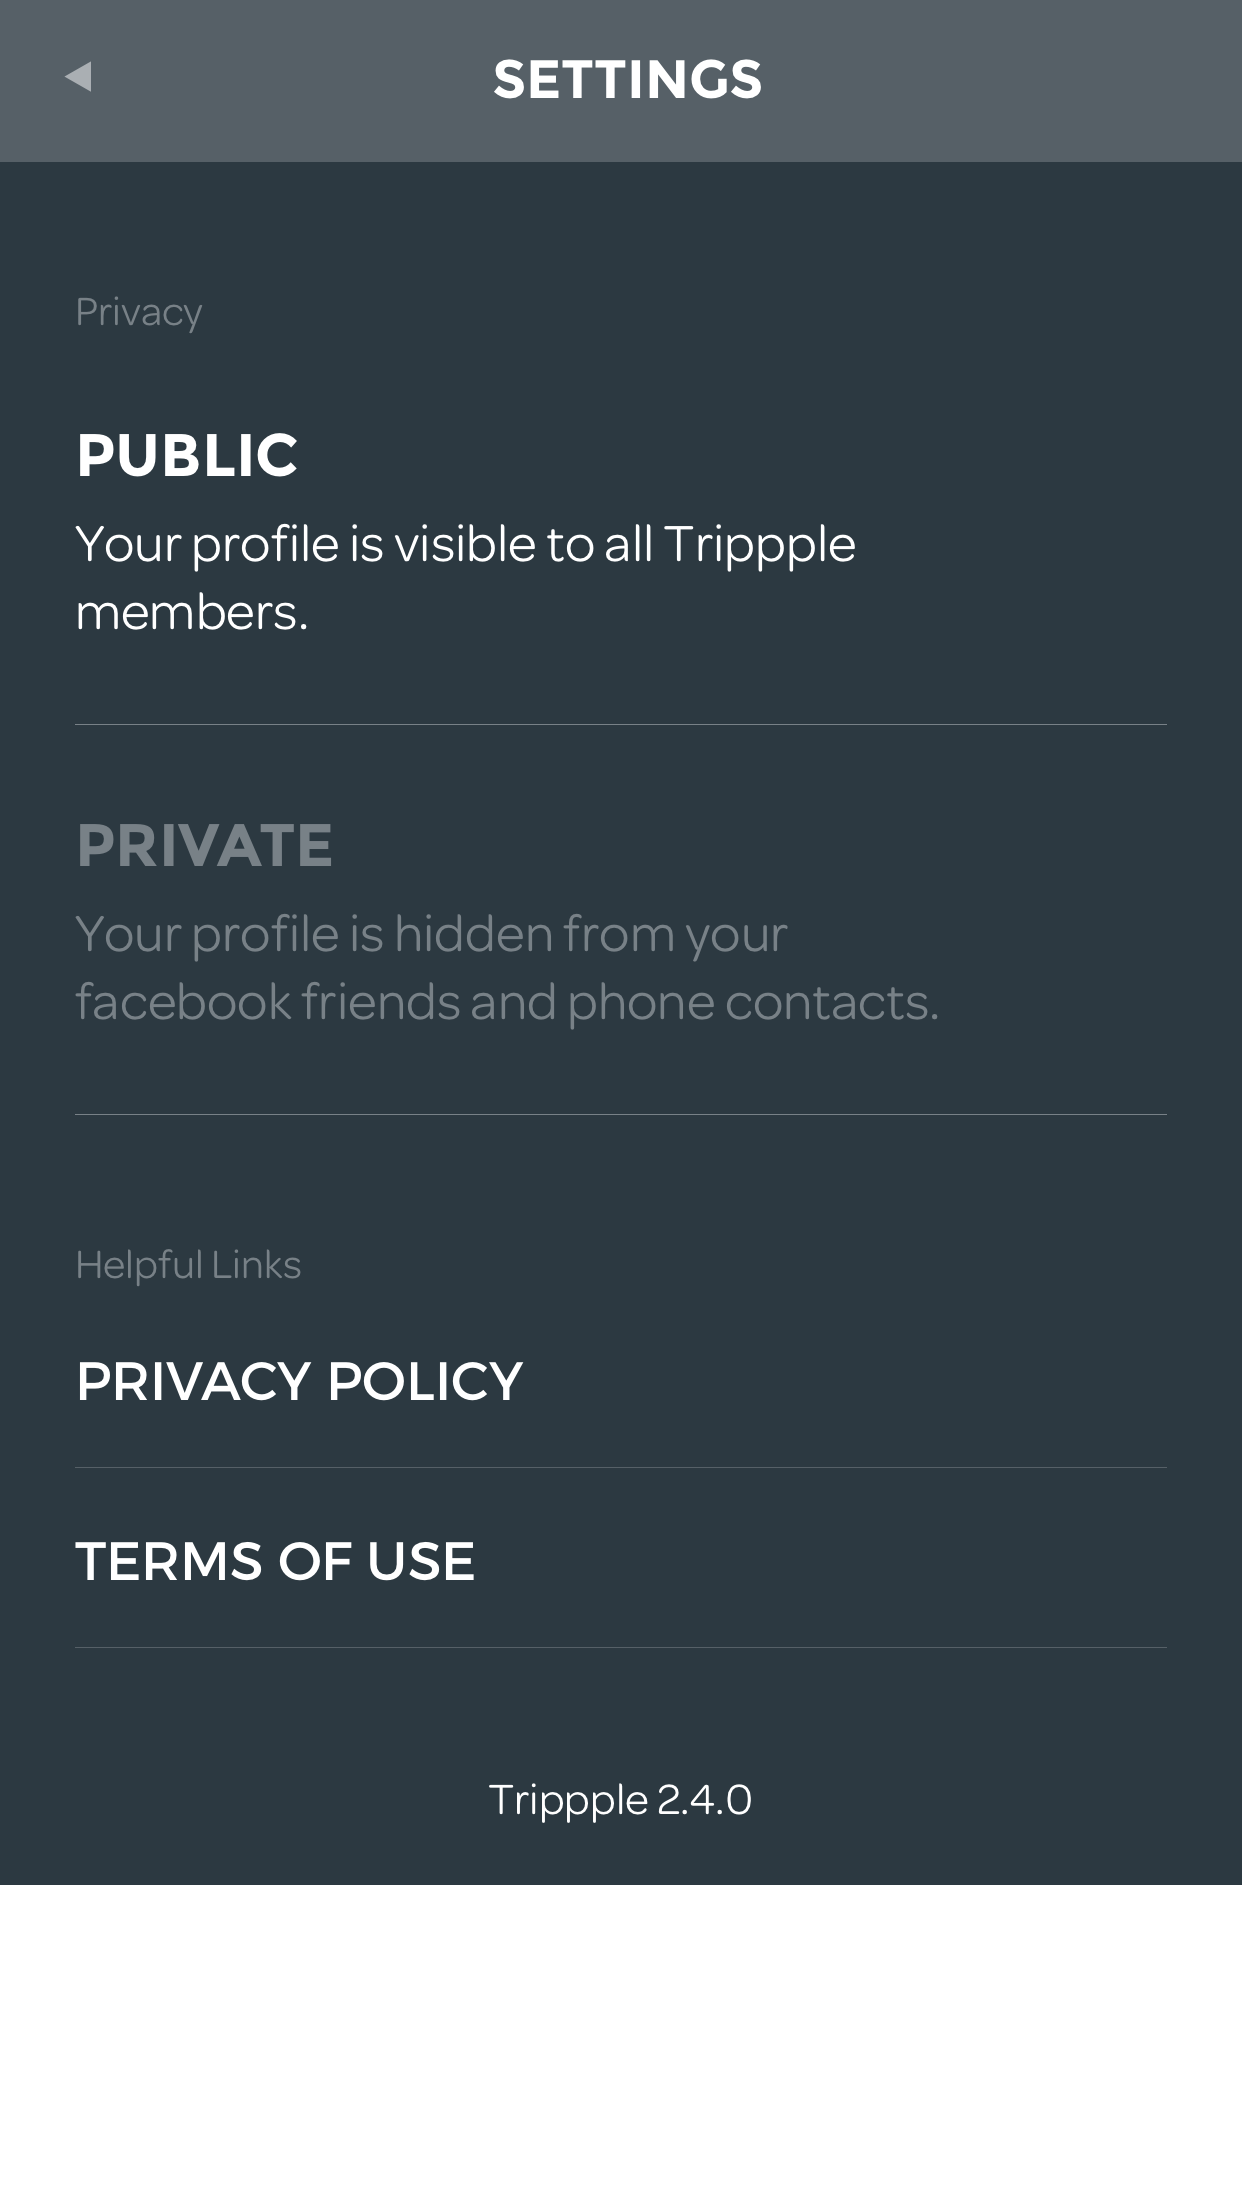 SETTINGS
Privacy
PUBLIC
Your profile is visible to all Trippple
members.
PRIVATE
Your profile is hidden from your
facebook friends and phone contacts.
Helpful Links
PRIVACY POLICY
TERMS OF USE
Trippple 2.4.0